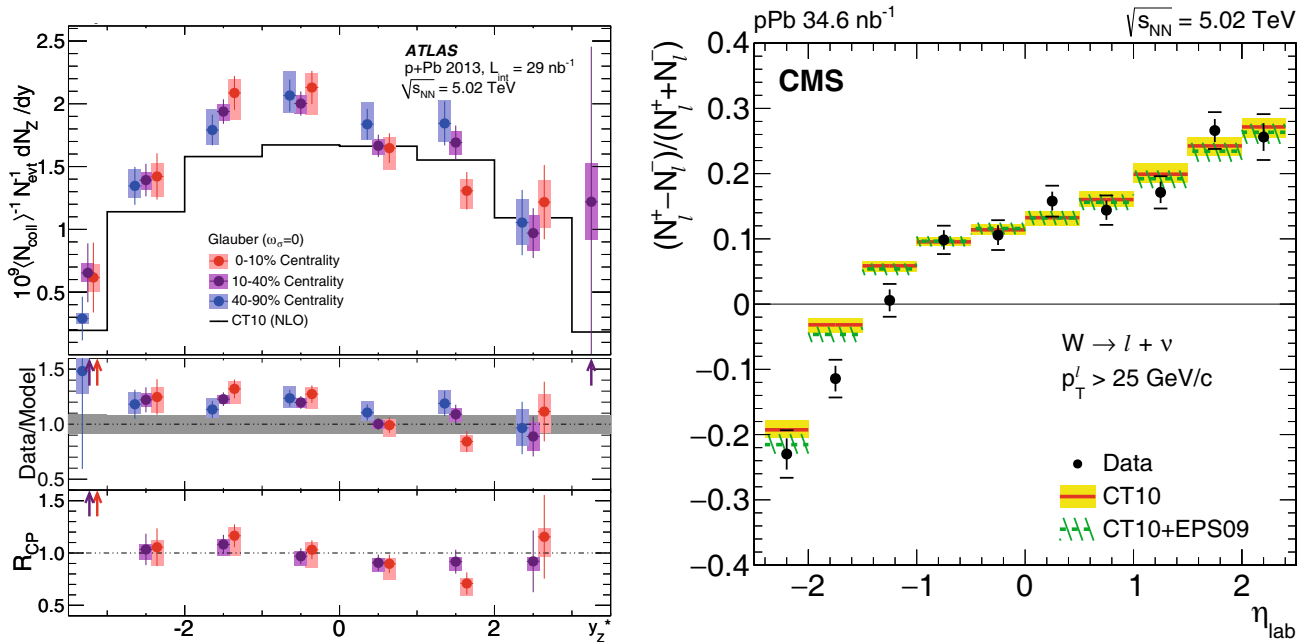 10⁹⟨N_coll⟩⁻¹ N⁻¹_evt dN_Z /dy
2.5
2
1.5
1
0.5
ATLAS
p+Pb 2013, L_int = 29 nb⁻¹
√s_NN = 5.02 TeV
Glauber (ω_σ=0)
0-10% Centrality
10-40% Centrality
40-90% Centrality
CT10 (NLO)
Data/Model
1.5
1.0
0.5
R_CP
1.5
1.0
0.5
-2
0
2
y_Z*
pPb 34.6 nb⁻¹
√s_NN = 5.02 TeV
(N_l⁺−N_l⁻)/(N_l⁺+N_l⁻)
0.4
0.3
0.2
0.1
0
−0.1
−0.2
−0.3
−0.4
CMS
W → l + ν
p_T^l > 25 GeV/c
Data
CT10
CT10+EPS09
−2
−1
0
1
2
η_lab